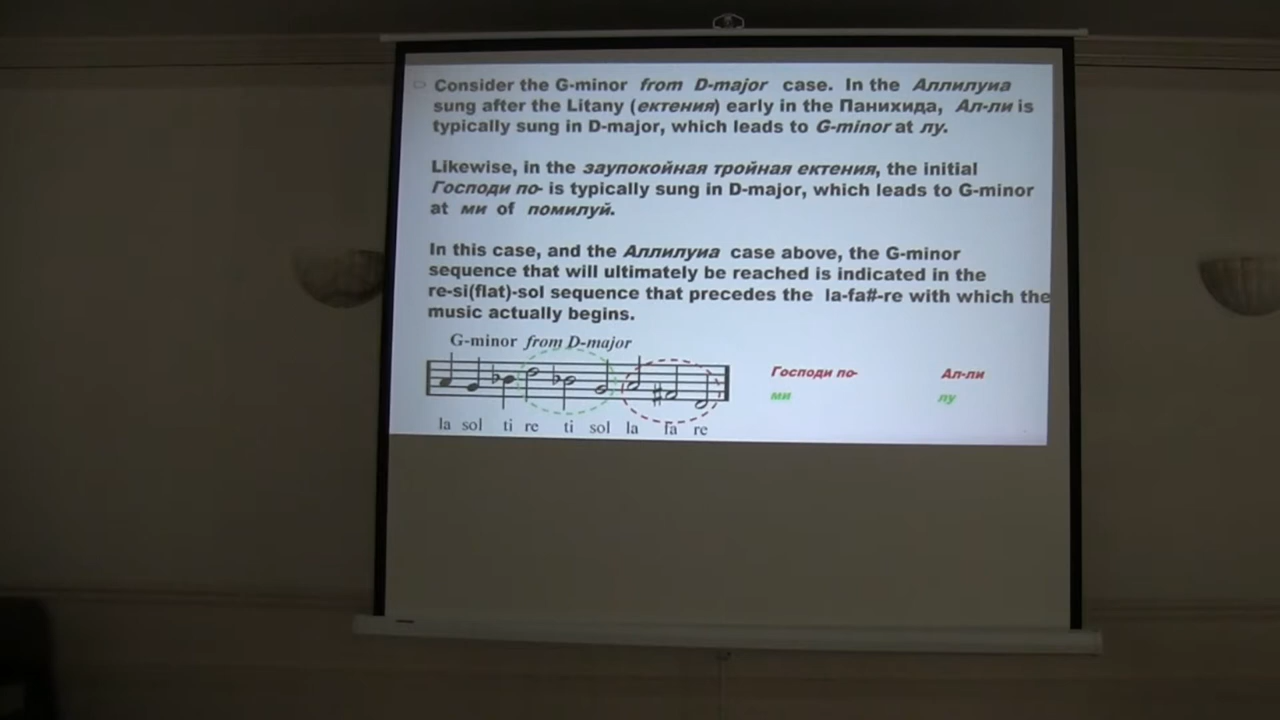 Consider the G-minor from D-major case. In the Аллилуиа
sung after the Litany (ектения) early in the Панихида, Ал-ли is
typically sung in D-major, which leads to G-minor at лу.
Likewise, in the заупокойная тройная ектения, the initial
Господи по- is typically sung in D-major, which leads to G-minor
at ми of помилуй.
In this case, and the Аллилуиа case above, the G-minor
sequence that will ultimately be reached is indicated in the
re-si(flat)-sol sequence that precedes the la-fa#-re with which the
music actually begins.
G-minor from D-major
la sol ti re ti sol la fa re
Господи по- Ал-ли
ми лу